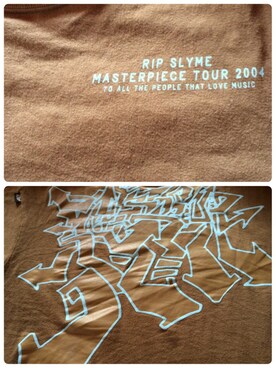 RIP SLYME
MASTERPIECE TOUR 2004
TO ALL THE PEOPLE THAT LOVE MUSIC